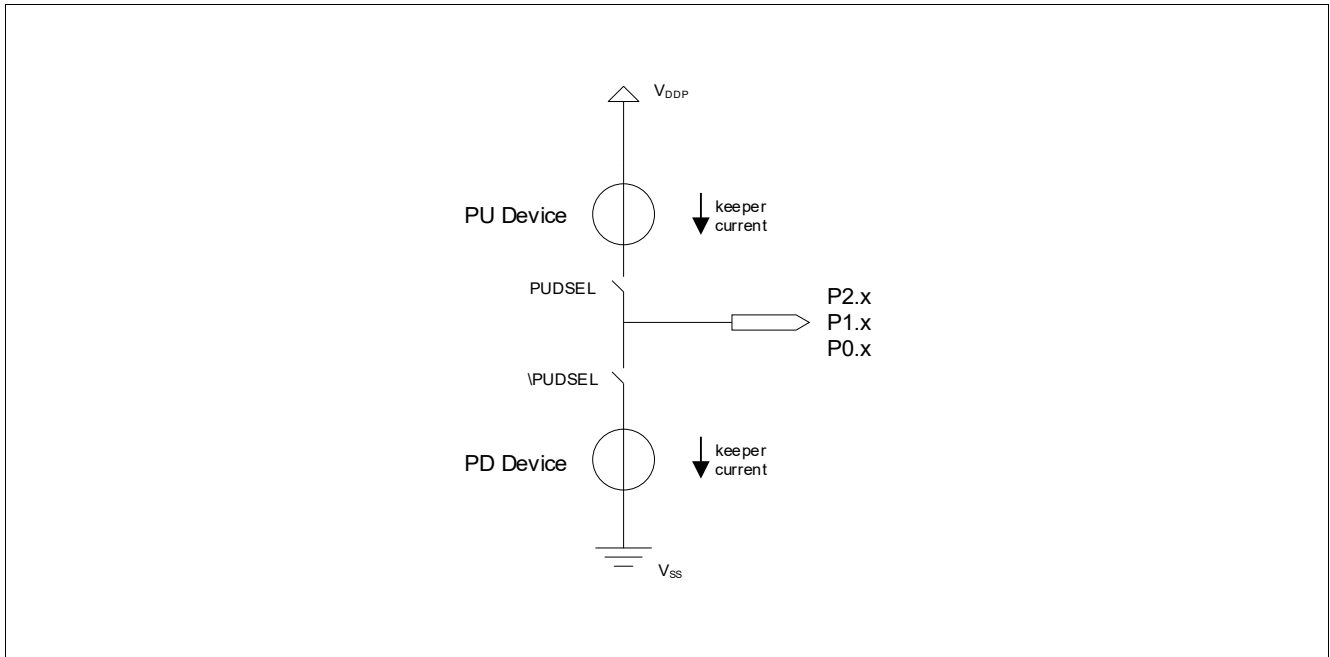 VDDP
PU Device
keeper
current
PUDSEL
P2.x
P1.x
P0.x
\PUDSEL
PD Device
keeper
current
VSS